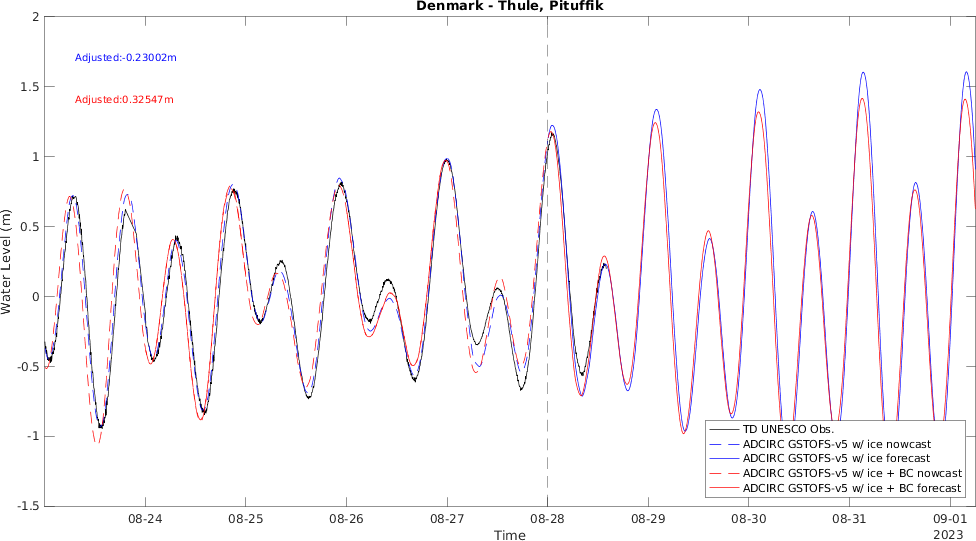 Denmark - Thule, Pituffik
2
1.5
1
0.5
0
-0.5
-1
-1.5
Water Level (m)
Adjusted:-0.23002m
Adjusted:0.32547m
TD UNESCO Obs.
ADCIRC GSTOFS-v5 w/ ice nowcast
ADCIRC GSTOFS-v5 w/ ice forecast
ADCIRC GSTOFS-v5 w/ ice + BC nowcast
ADCIRC GSTOFS-v5 w/ ice + BC forecast
08-24 08-25 08-26 08-27 08-28 08-29 08-30 08-31 09-01
2023
Time